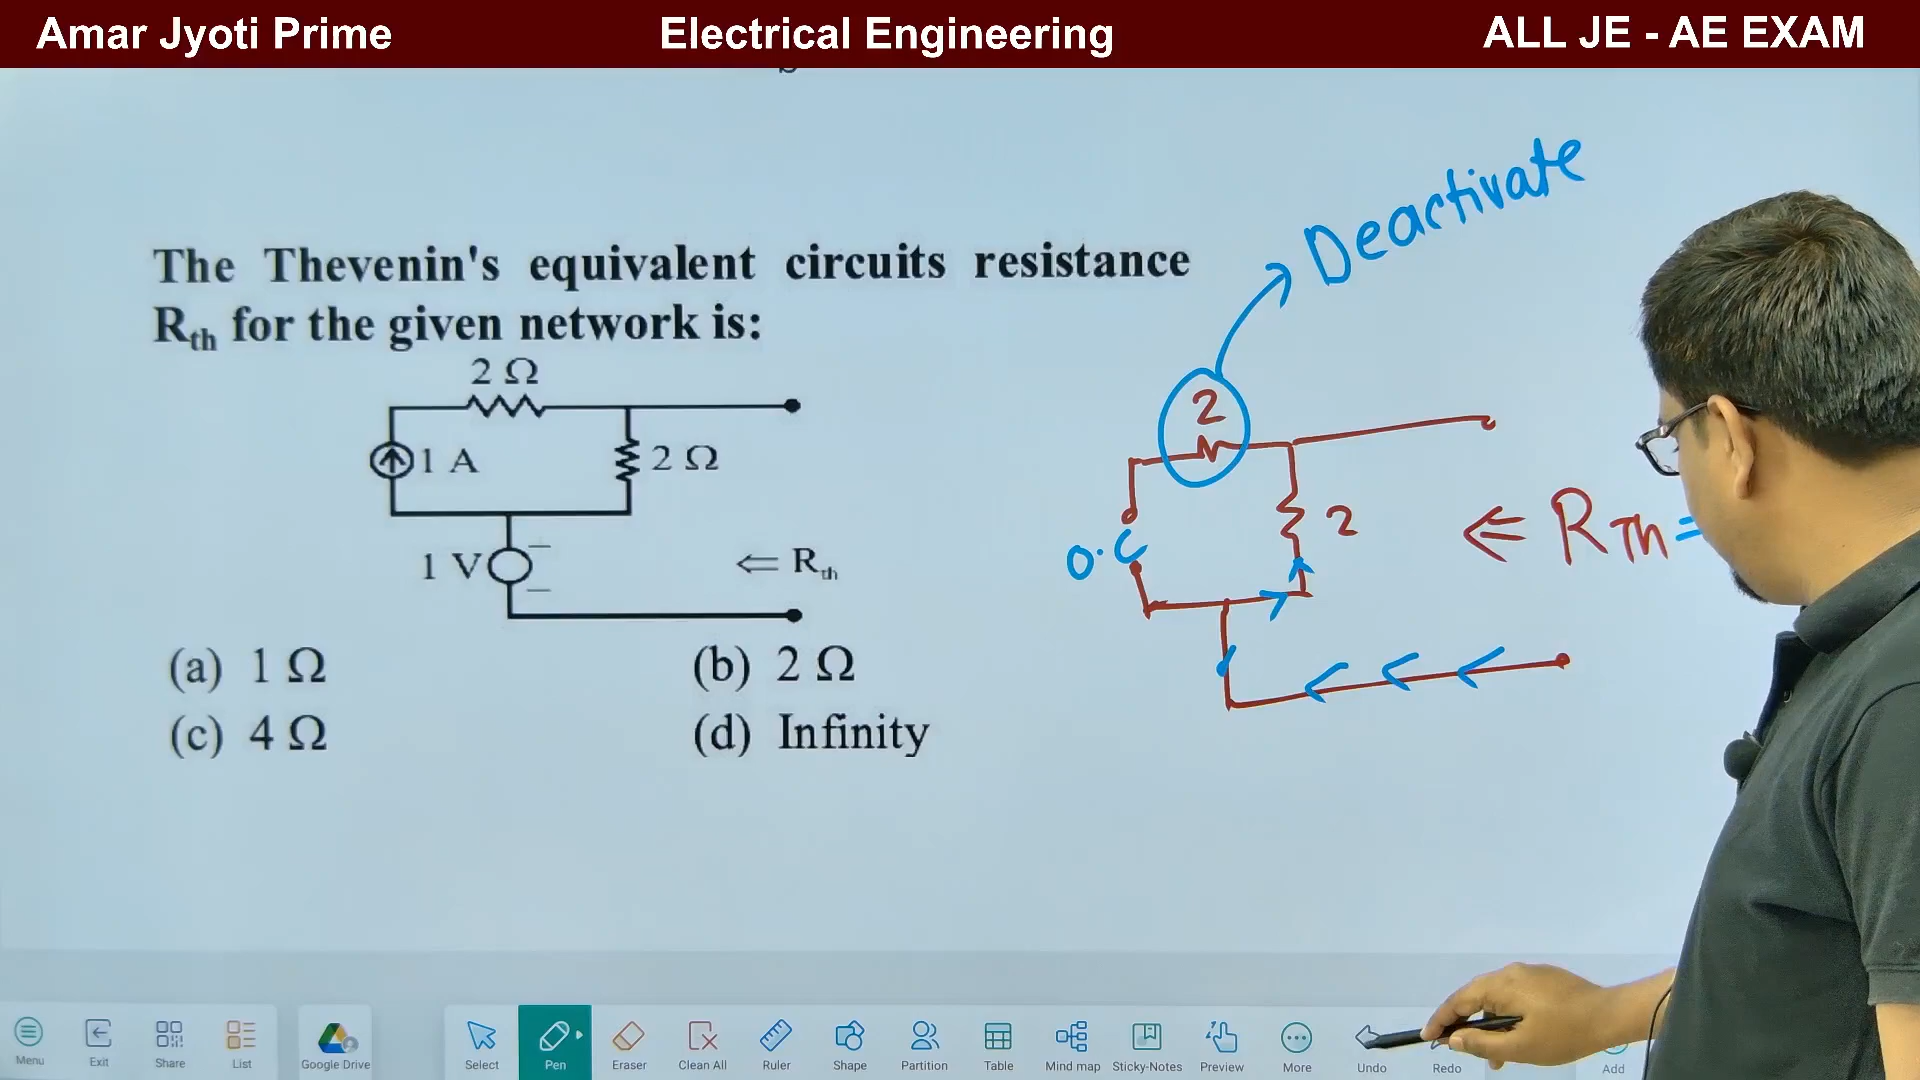 Amar Jyoti Prime
Electrical Engineering
ALL JE - AE EXAM
Deactivate
The Thevenin's equivalent circuits resistance
Rth for the given network is:
2 Ω
1 A
2 Ω
1 V
⇐ Rth
(a) 1 Ω
(b) 2 Ω
(c) 4 Ω
(d) Infinity
2
2
O·C
⇐ RTh =
Menu
Exit
Share
List
Google Drive
Select
Pen
Eraser
Clean All
Ruler
Shape
Partition
Table
Mind map
Sticky-Notes
Preview
More
Undo
Redo
Add